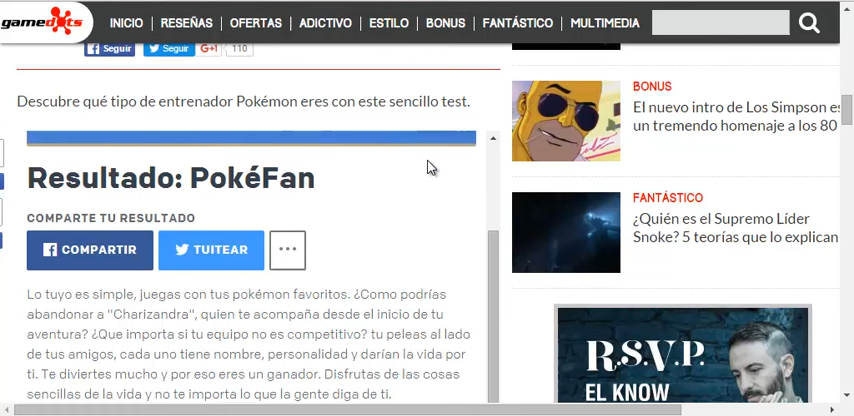 gamedots
INICIO
RESEÑAS
OFERTAS
ADICTIVO
ESTILO
BONUS
FANTÁSTICO
MULTIMEDIA
Seguir
Seguir
G+1
110
Descubre qué tipo de entrenador Pokémon eres con este sencillo test.
Resultado: PokéFan
COMPARTE TU RESULTADO
COMPARTIR
TUITEAR
Lo tuyo es simple, juegas con tus pokémon favoritos. ¿Como podrías
abandonar a "Charizandra", quien te acompaña desde el inicio de tu
aventura? ¿Que importa si tu equipo no es competitivo? tu peleas al lado
de tus amigos, cada uno tiene nombre, personalidad y darían la vida por
ti. Te diviertes mucho y por eso eres un ganador. Disfrutas de las cosas
sencillas de la vida y no te importa lo que la gente diga de ti.
BONUS
El nuevo intro de Los Simpson es
un tremendo homenaje a los 80
FANTÁSTICO
¿Quién es el Supremo Líder
Snoke? 5 teorías que lo explican
R.S.V.P.
EL KNOW